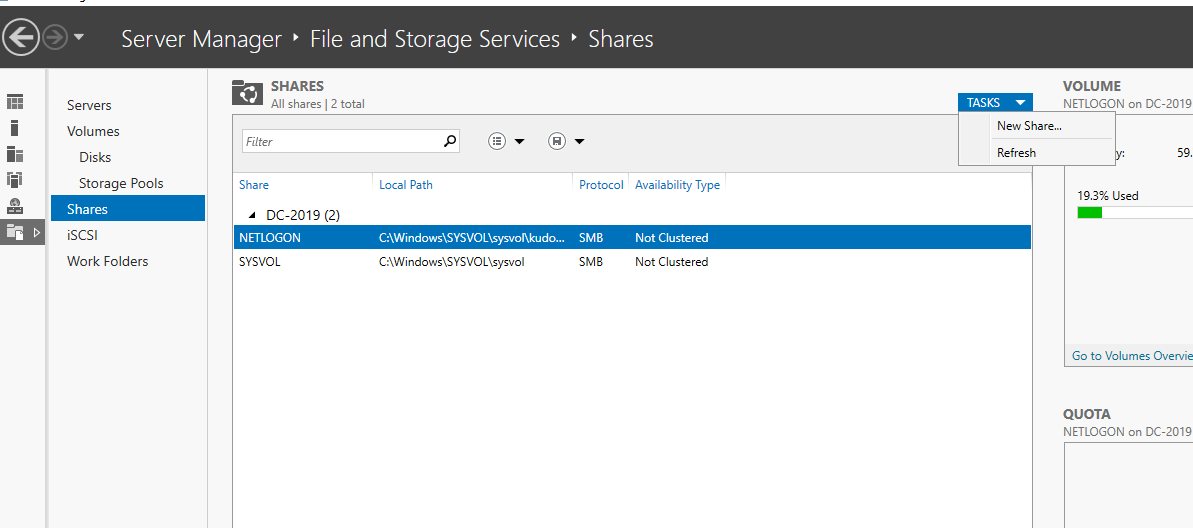 Server Manager ‣ File and Storage Services ‣ Shares
Servers
Volumes
Disks
Storage Pools
Shares
iSCSI
Work Folders
SHARES
All shares | 2 total
TASKS
New Share...
Refresh
Filter
Share Local Path Protocol Availability Type
DC-2019 (2)
NETLOGON C:\Windows\SYSVOL\sysvol\kudo... SMB Not Clustered
SYSVOL C:\Windows\SYSVOL\sysvol SMB Not Clustered
VOLUME
NETLOGON on DC-2019
y: 59.
19.3% Used
Go to Volumes Overvie
QUOTA
NETLOGON on DC-2019